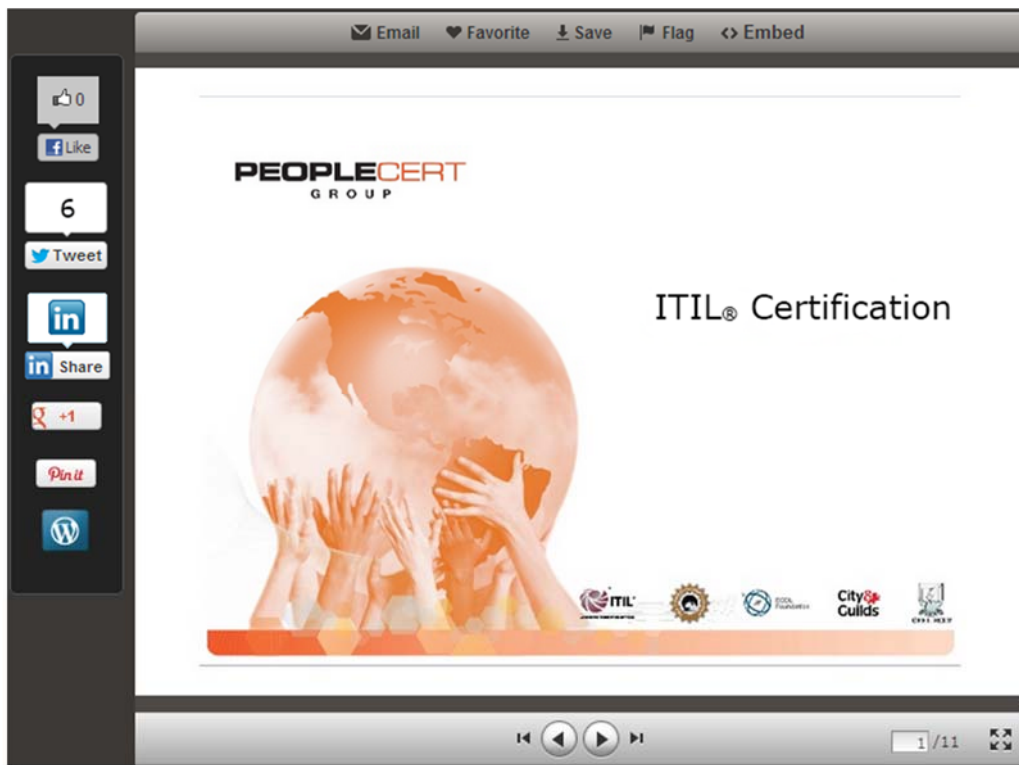 Email Favorite Save Flag Embed
0
Like
6
Tweet
in
in Share
g +1
Pin it
W
PEOPLECERT
GROUP
ITIL® Certification
ITIL®
City&
Guilds
1 /11